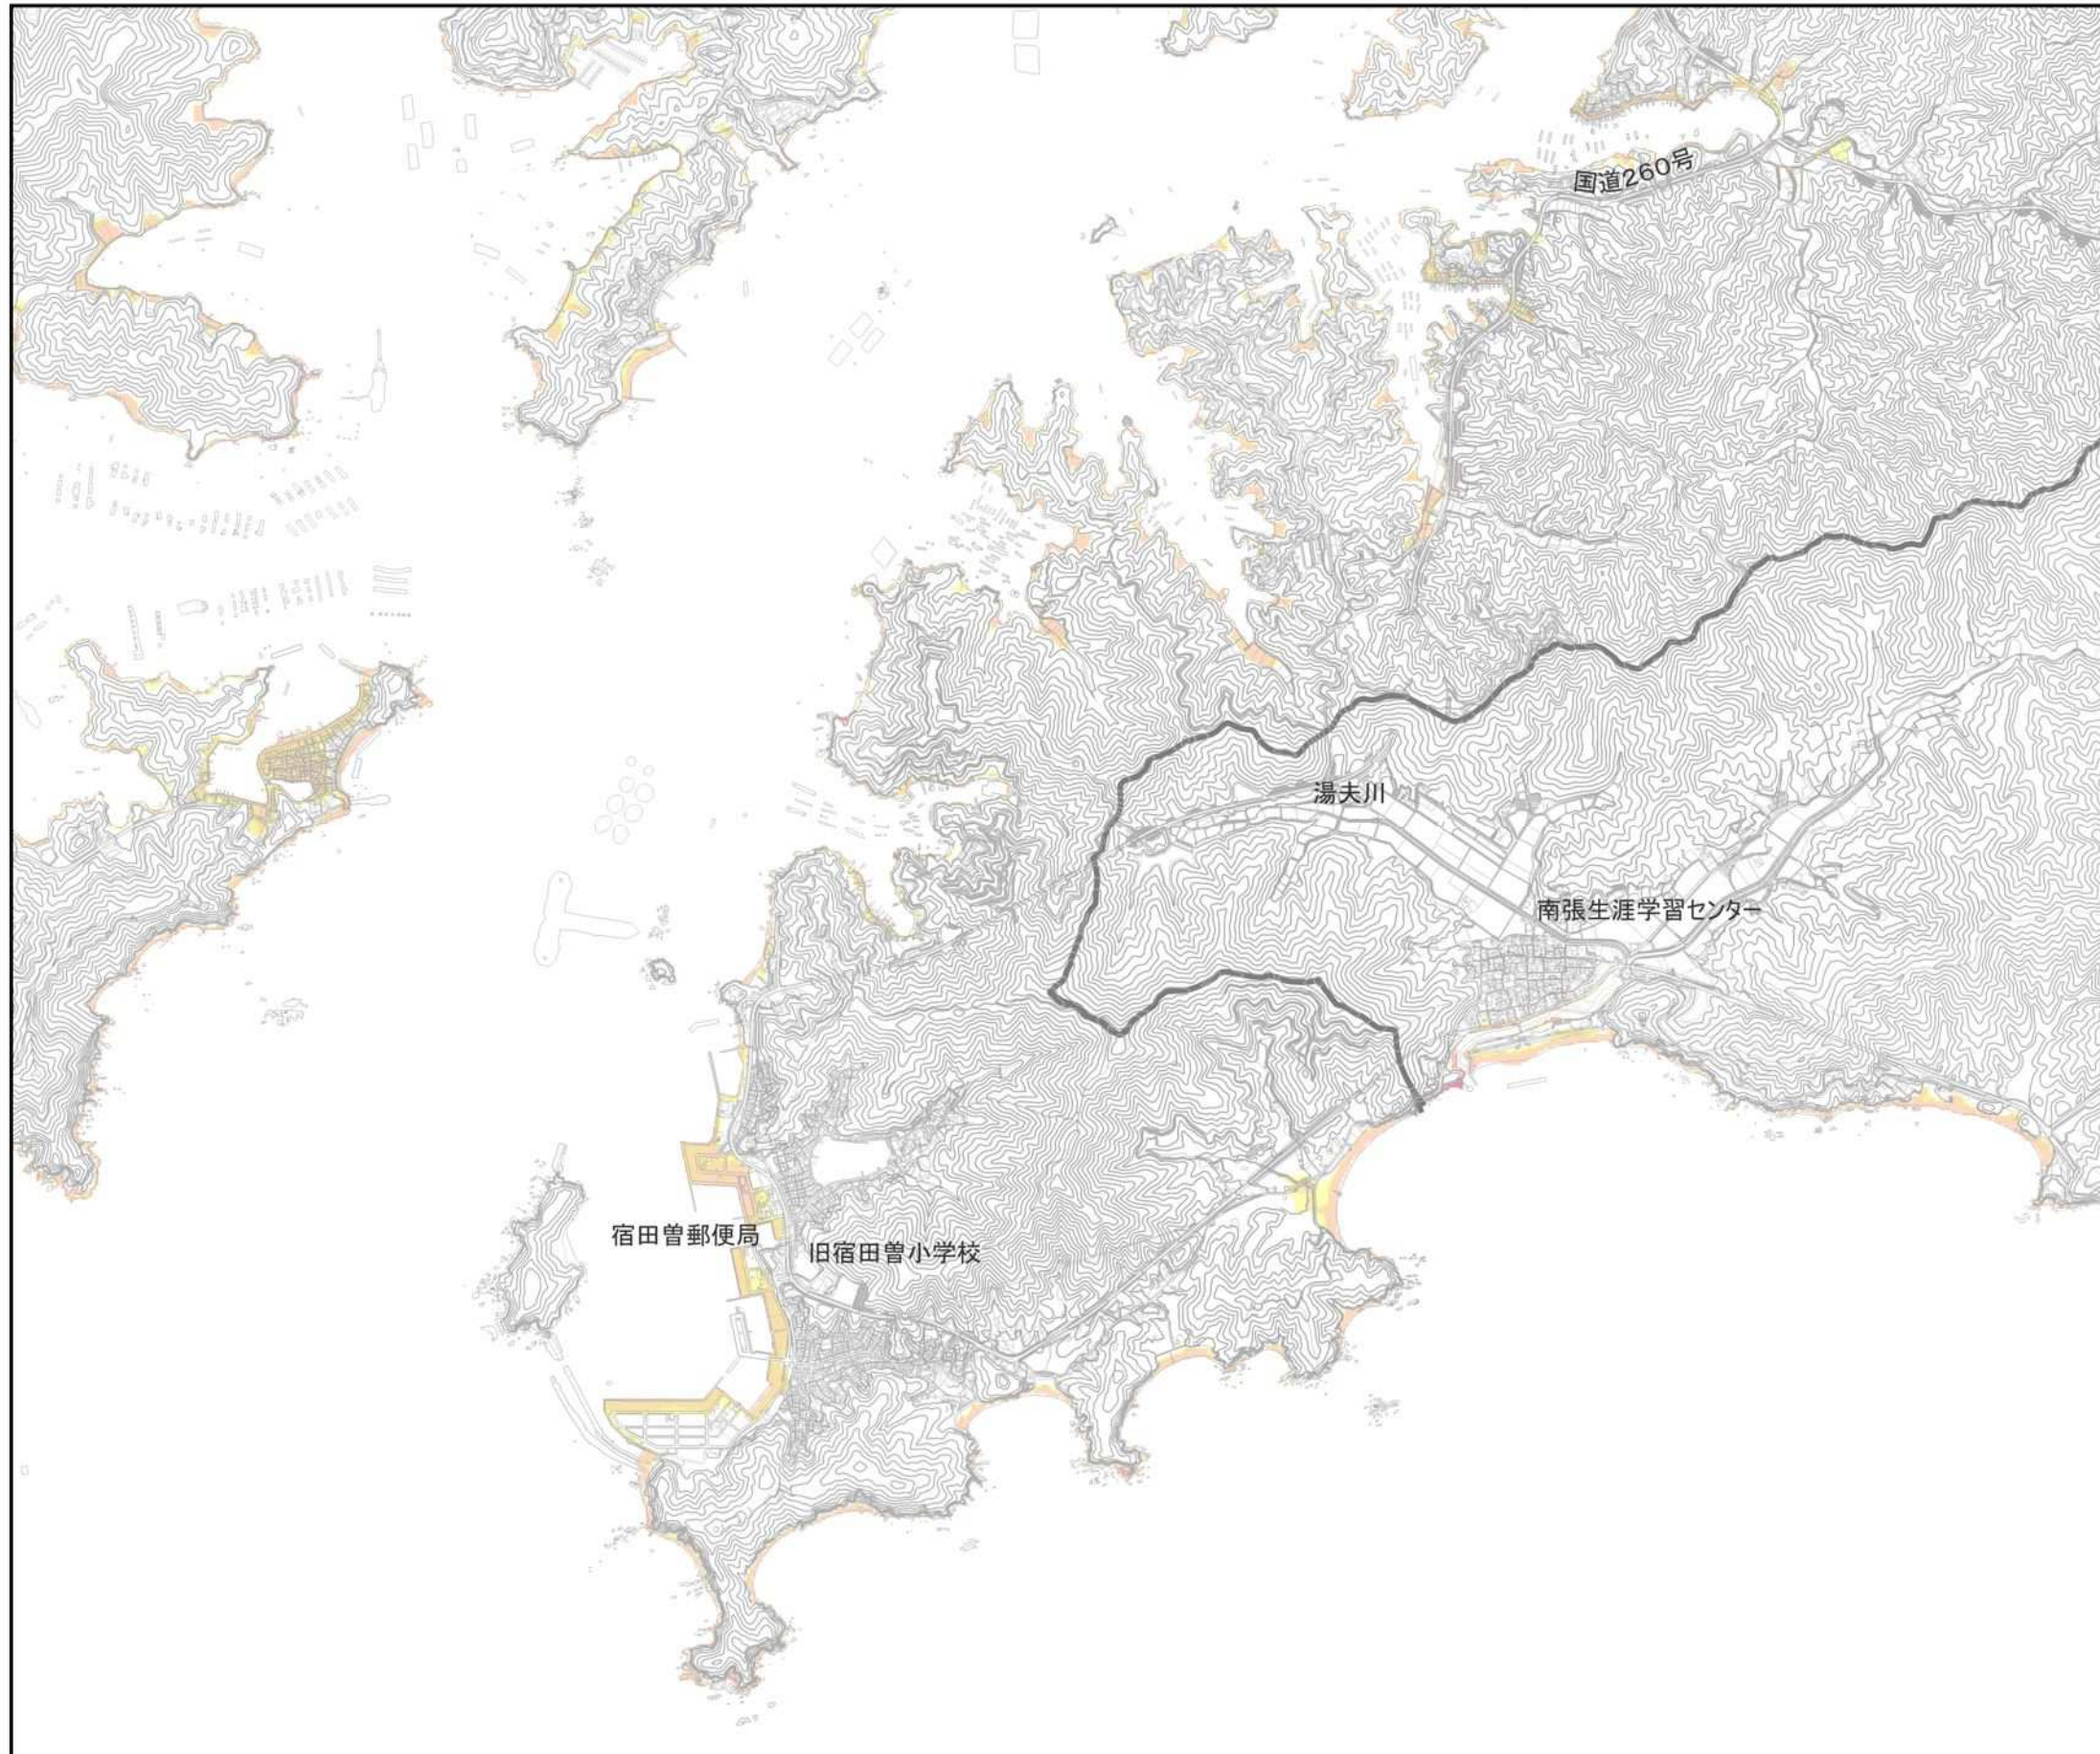 国道260号
湯夫川
南張生涯学習センター
宿田曽郵便局
旧宿田曽小学校